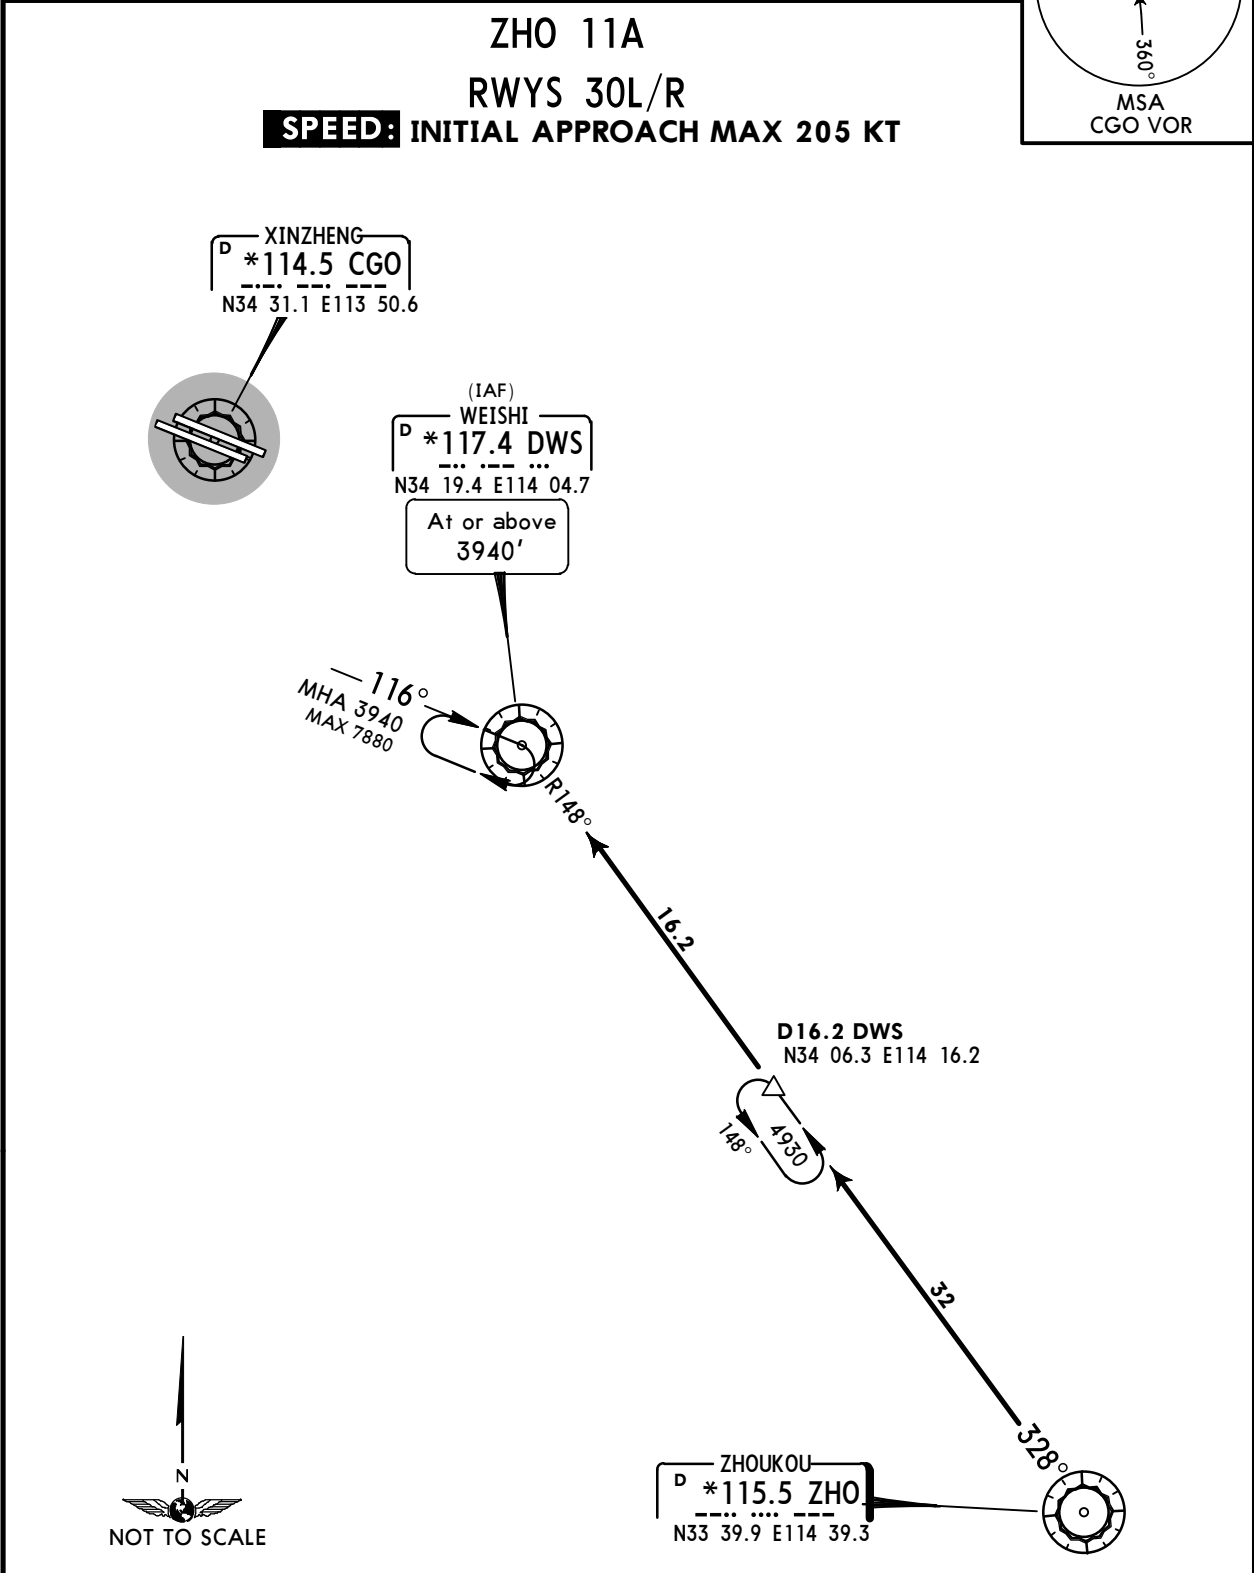 ZHO 11A
RWYS 30L/R
SPEED: INITIAL APPROACH MAX 205 KT
360°
MSA
CGO VOR
XINZHENG
D *114.5 CGO
N34 31.1 E113 50.6
(IAF)
WEISHI
D *117.4 DWS
N34 19.4 E114 04.7
At or above
3940'
116°
MHA 3940
MAX 7880
R148°
16.2
D16.2 DWS
N34 06.3 E114 16.2
148°
4930
32
328°
ZHOUKOU
D *115.5 ZHO
N33 39.9 E114 39.3
N
NOT TO SCALE